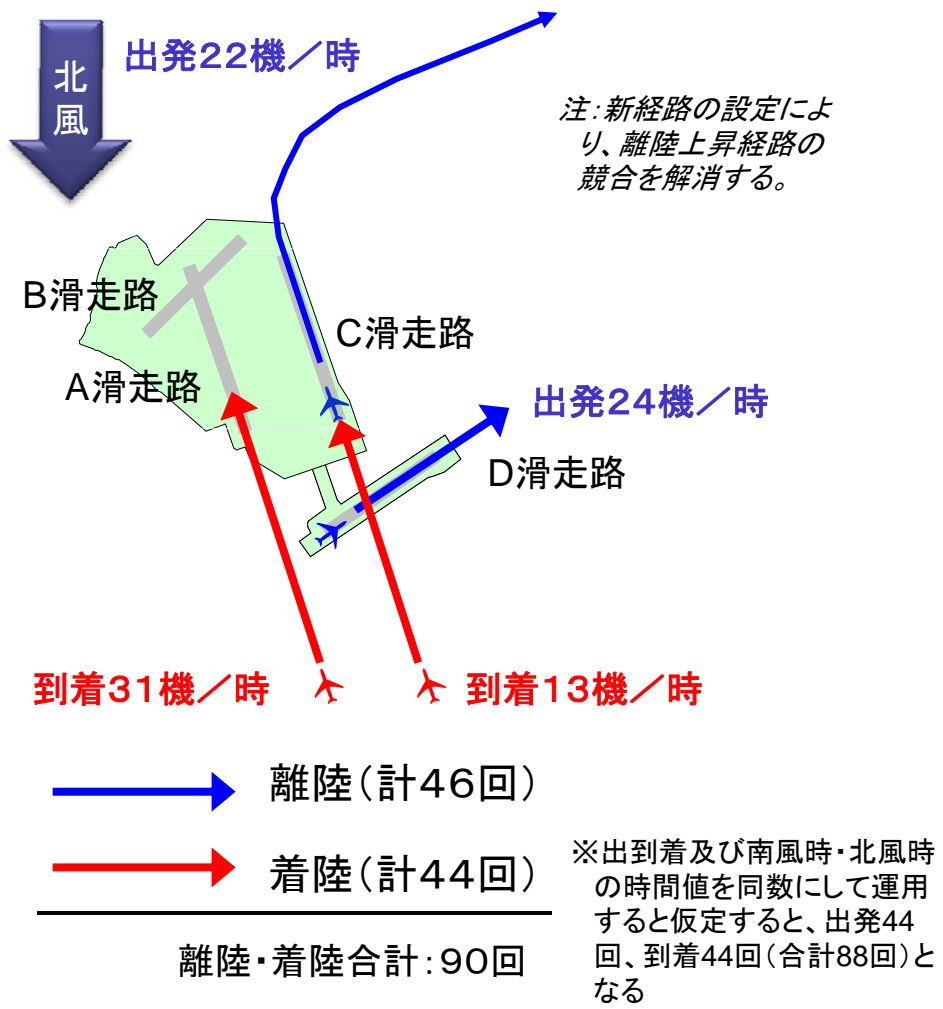 北
風
出発22機／時
注：新経路の設定によ
り、離陸上昇経路の
競合を解消する。
B滑走路
C滑走路
A滑走路
出発24機／時
D滑走路
到着31機／時
到着13機／時
離陸（計46回）
着陸（計44回）
離陸・着陸合計：90回
※出到着及び南風時・北風時
の時間値を同数にして運用
すると仮定すると、出発44
回、到着44回（合計88回）と
なる